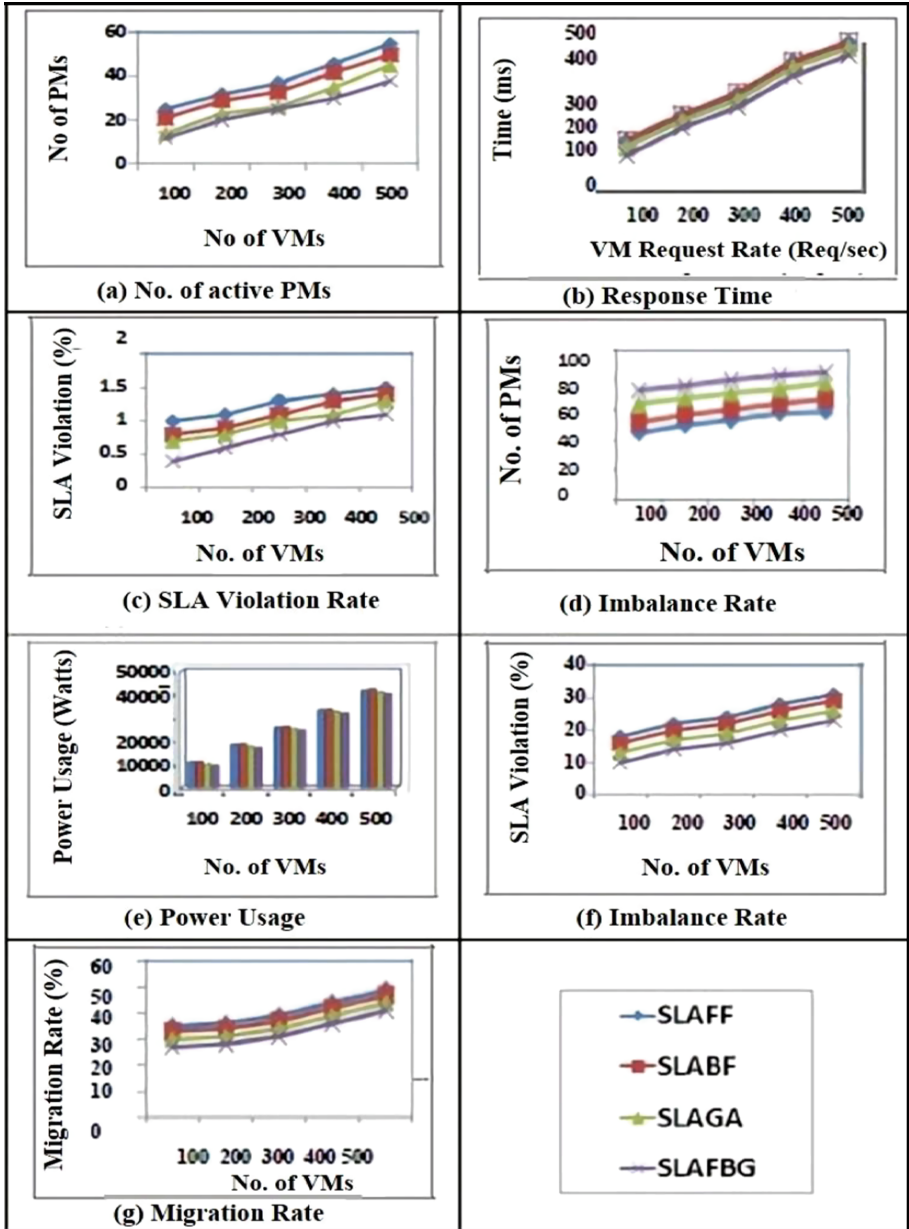 60
40
20
0
No of PMs
100 200 300 400 500
No of VMs
(a) No. of active PMs
500
400
300
200
100
0
Time (ms)
100 200 300 400 500
VM Request Rate (Req/sec)
(b) Response Time
2
1.5
1
0.5
0
SLA Violation (%)
100 200 300 400 500
No. of VMs
(c) SLA Violation Rate
100
80
60
40
20
0
No. of PMs
100 200 300 400 500
No. of VMs
(d) Imbalance Rate
50000
40000
20000
10000
0
Power Usage (Watts)
100 200 300 400 500
No. of VMs
(e) Power Usage
40
30
20
10
0
SLA Violation (%)
100 200 300 400 500
No. of VMs
(f) Imbalance Rate
60
50
40
30
20
10
0
Migration Rate (%)
100 200 300 400 500
No. of VMs
(g) Migration Rate
SLAFF
SLABF
SLAGA
SLAFBG